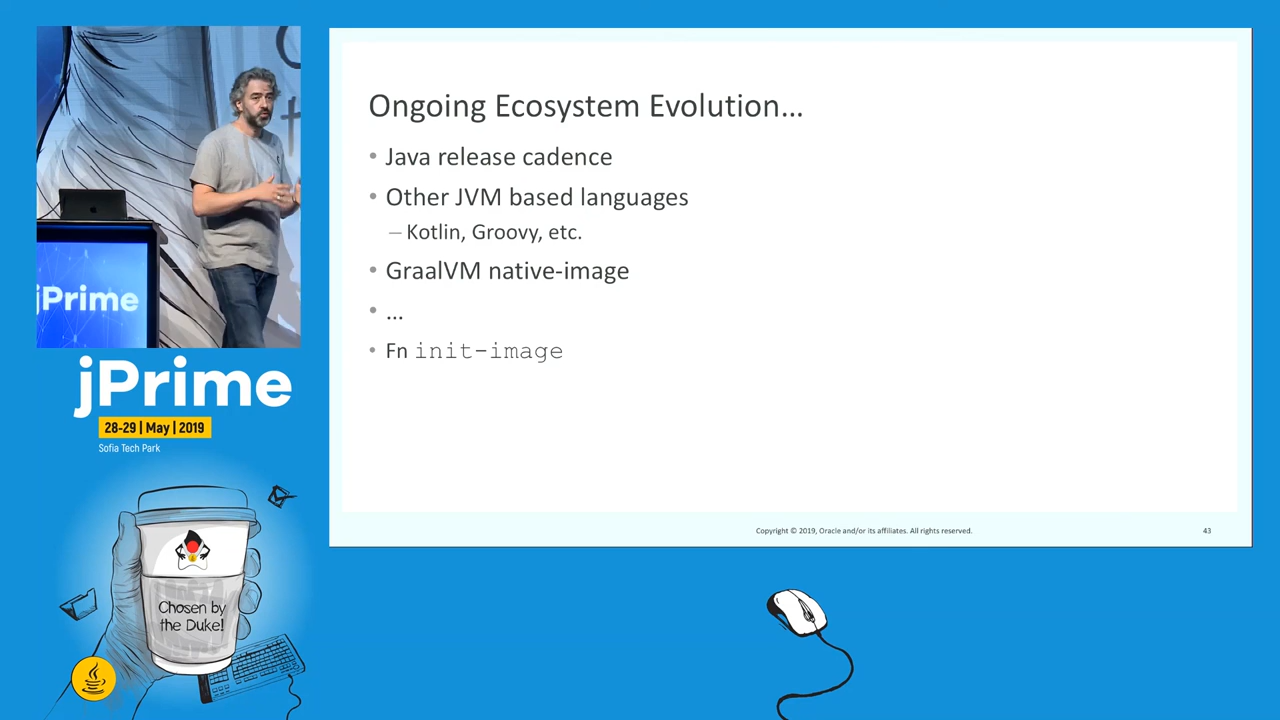 Ongoing Ecosystem Evolution...
• Java release cadence
• Other JVM based languages
– Kotlin, Groovy, etc.
• GraalVM native-image
• ...
• Fn init-image
Copyright © 2019, Oracle and/or its affiliates. All rights reserved.
43
jPrime
jPrime
28-29 | May | 2019
Sofia Tech Park
Chosen by
the Duke!